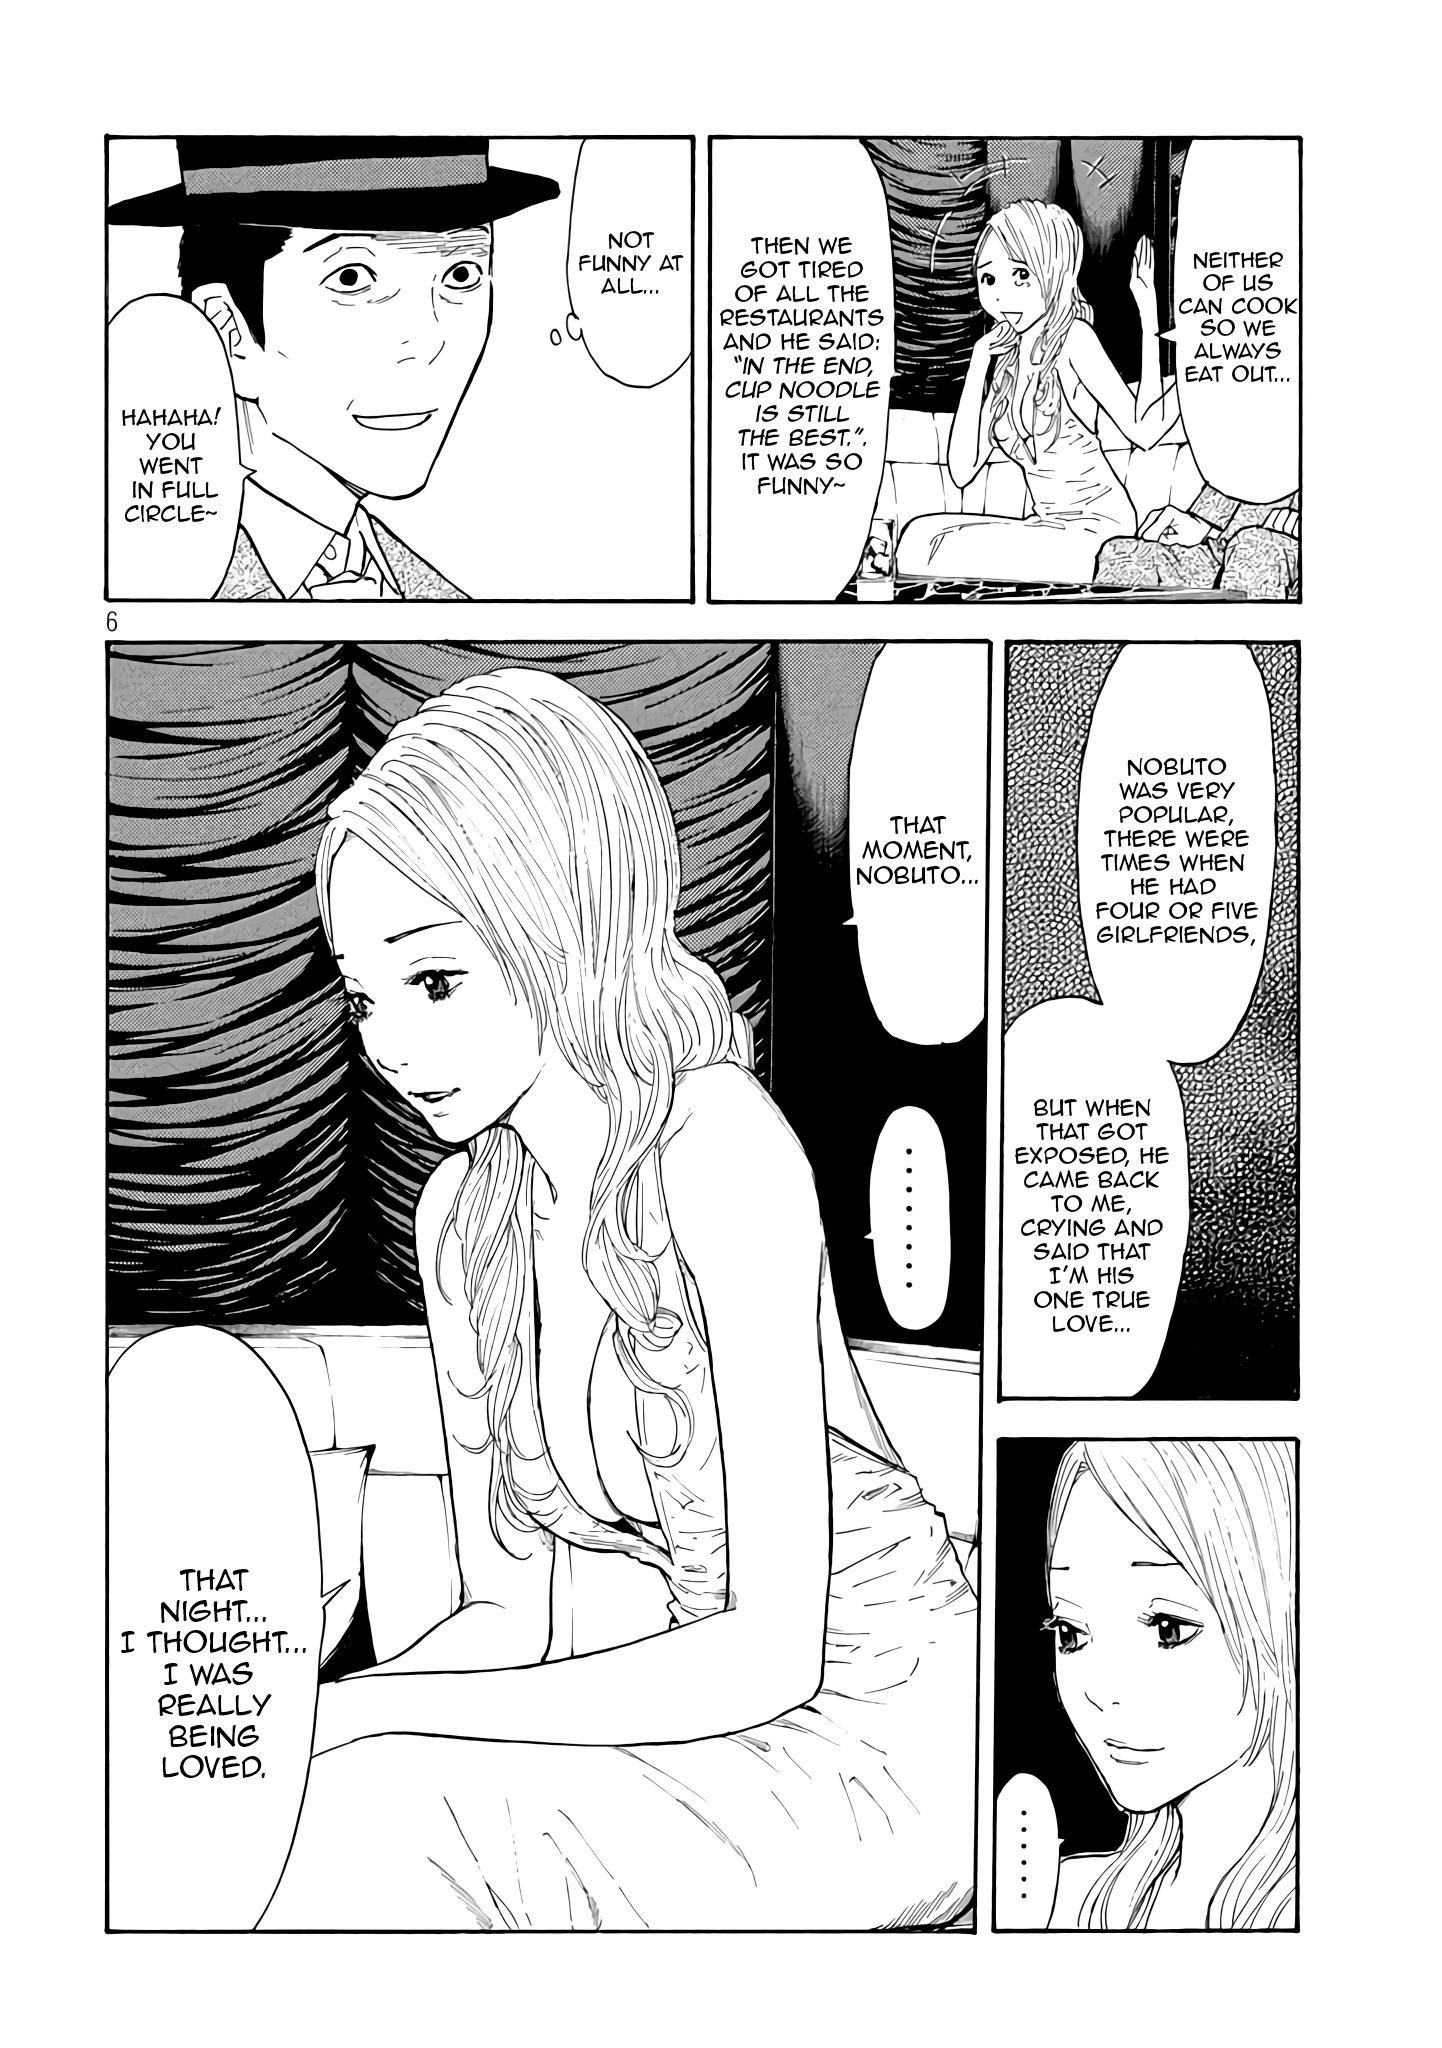 NEITHER
OF US
CAN COOK
SO WE
ALWAYS
EAT OUT...
THEN WE
GOT TIRED
OF ALL THE
RESTAURANTS
AND HE SAID:
"IN THE END,
CUP NOODLE
IS STILL
THE BEST.".
IT WAS SO
FUNNY~
NOT
FUNNY AT
ALL...
HAHAHA!
YOU
WENT
IN FULL
CIRCLE~
6
NOBUTO
WAS VERY
POPULAR,
THERE WERE
TIMES WHEN
HE HAD
FOUR OR FIVE
GIRLFRIENDS,
BUT WHEN
THAT GOT
EXPOSED, HE
CAME BACK
TO ME,
CRYING AND
SAID THAT
I'M HIS
ONE TRUE
LOVE...
......
THAT
MOMENT,
NOBUTO...
........
THAT
NIGHT...
I THOUGHT...
I WAS
REALLY
BEING
LOVED.